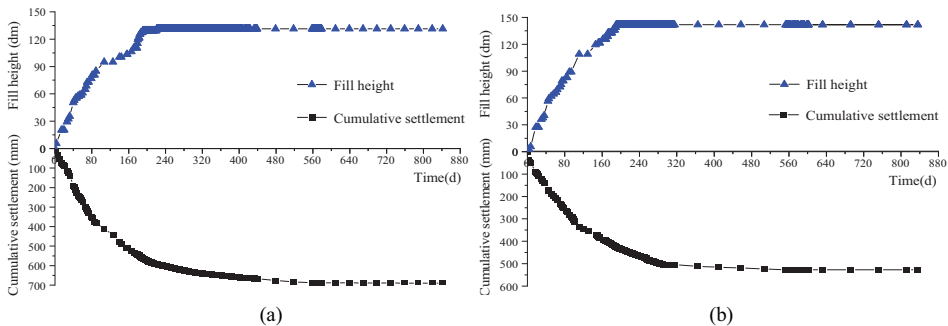 Fill height (dm)
150
120
90
60
30
0
Cumulative settlement (mm)
100
200
300
400
500
600
700
0 80 160 240 320 400 480 560 640 720 800 880
Time(d)
Fill height
Cumulative settlement
(a)
Fill height (dm)
150
120
90
60
30
0
Cumulative settlement (mm)
100
200
300
400
500
600
0 80 160 240 320 400 480 560 640 720 800 880
Time(d)
Fill height
Cumulative settlement
(b)